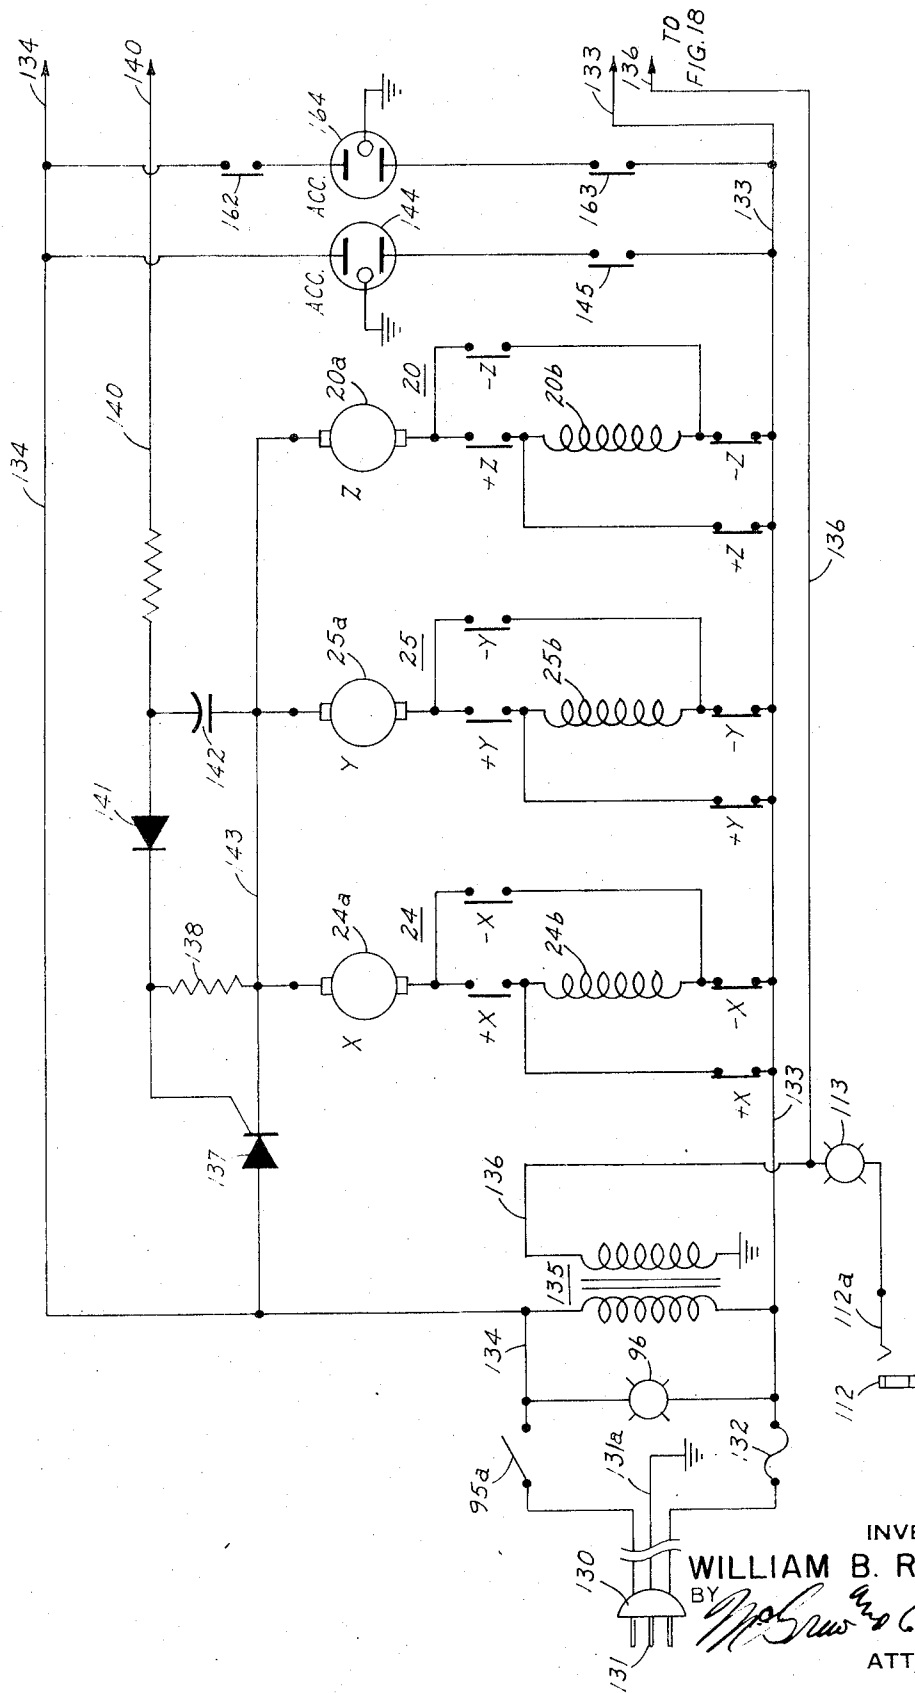 134
140
TO
FIG.18
133
136
164
ACC.
162
163
133
144
ACC.
145
134
140
20a
Z
20
-Z
+Z
20b
-Z
+Z
136
25a
Y
25
-Y
+Y
25b
-Y
+Y
142
141
143
138
24a
X
24
-X
+X
24b
-X
+X
133
137
113
136
135
134
96
112a
112
95a
131a
132
130
131
INVE
WILLIAM B. R
BY
ATT